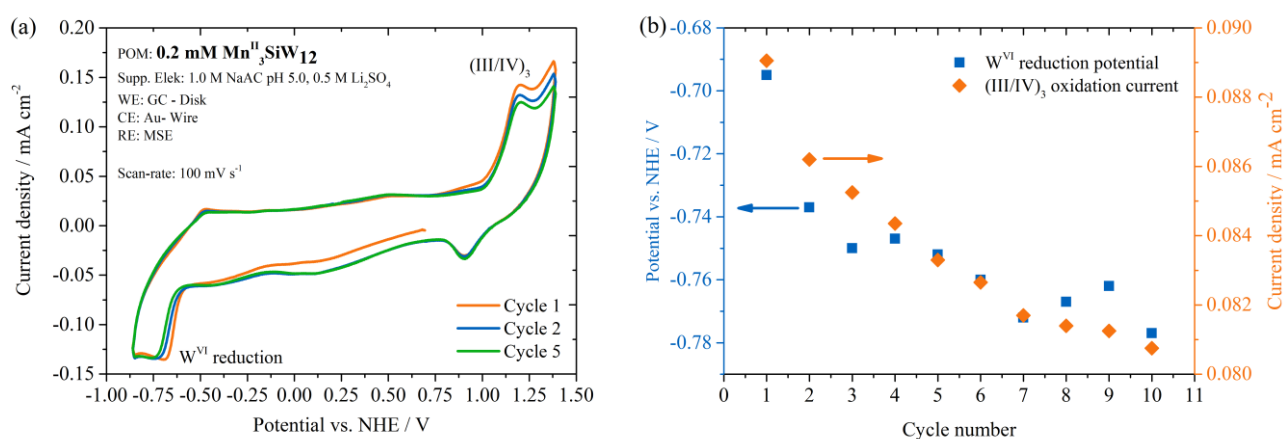 (a)
0.20
0.15
0.10
0.05
0.00
-0.05
-0.10
-0.15
Current density / mA cm⁻²
POM: 0.2 mM Mnᴵᴵ₃SiW₁₂
Supp. Elek: 1.0 M NaAC pH 5.0, 0.5 M Li₂SO₄
WE: GC - Disk
CE: Au- Wire
RE: MSE
Scan-rate: 100 mV s⁻¹
(III/IV)₃
Cycle 1
Cycle 2
Cycle 5
Wⱽᴵ reduction
-1.00 -0.75 -0.50 -0.25 0.00 0.25 0.50 0.75 1.00 1.25 1.50
Potential vs. NHE / V
(b)
-0.68
-0.70
-0.72
-0.74
-0.76
-0.78
Potential vs. NHE / V
Wⱽᴵ reduction potential
(III/IV)₃ oxidation current
0.090
0.088
0.086
0.084
0.082
0.080
Current density / mA cm⁻²
0 1 2 3 4 5 6 7 8 9 10 11
Cycle number